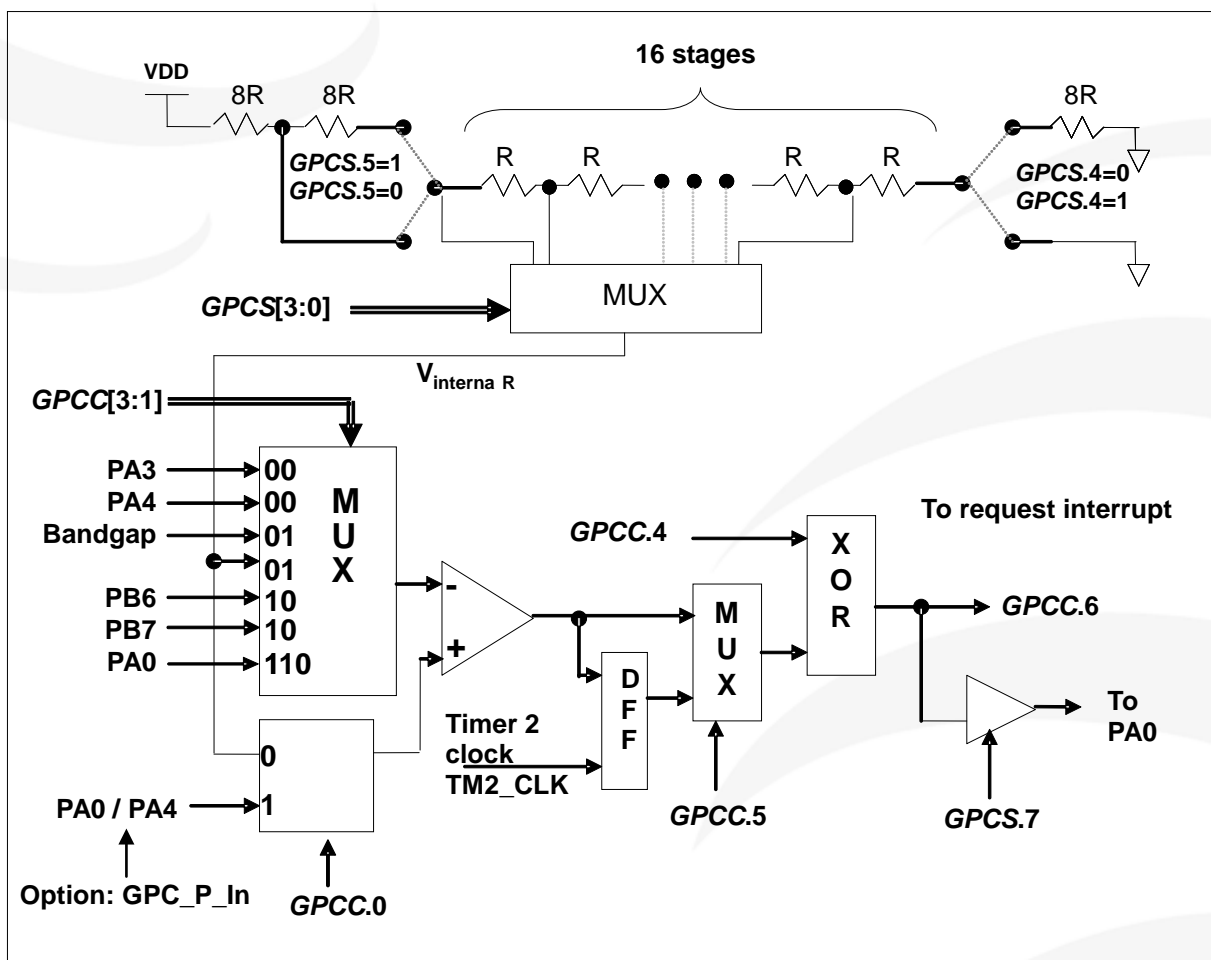 16 stages
VDD
8R
8R
8R
GPCS.5=1
GPCS.5=0
R
R
R
R
GPCS.4=0
GPCS.4=1
MUX
GPCS[3:0]
Vinterna R
GPCC[3:1]
PA3
00
PA4
00
Bandgap
01
01
PB6
10
PB7
10
PA0
110
M
U
X
-
+
0
1
PA0 / PA4
Option: GPC_P_In
GPCC.0
Timer 2
clock
TM2_CLK
D
F
F
M
U
X
GPCC.5
GPCC.4
X
O
R
To request interrupt
GPCC.6
To
PA0
GPCS.7